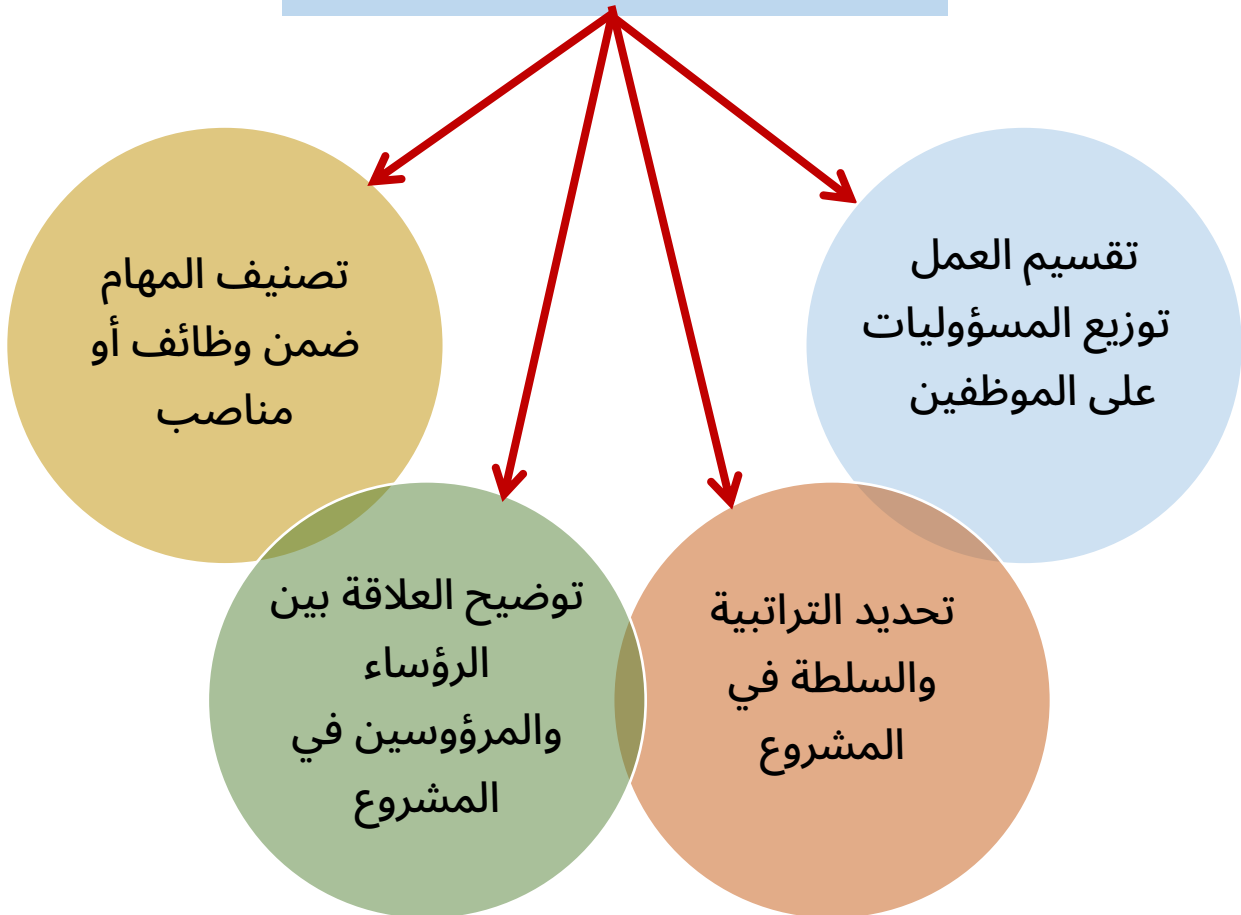 تقسيم العمل
توزيع المسؤوليات
على الموظفين
تصنيف المهام
ضمن وظائف أو
مناصب
تحديد التراتبية
والسلطة في
المشروع
توضيح العلاقة بين
الرؤساء
والمرؤوسين في
المشروع